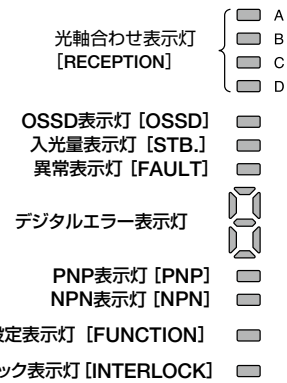 光軸合わせ表示灯
[RECEPTION]
A
B
C
D
OSSD表示灯 [OSSD]
入光量表示灯 [STB.]
異常表示灯 [FAULT]
デジタルエラー表示灯
PNP表示灯 [PNP]
NPN表示灯 [NPN]
定表示灯 [FUNCTION]
ック表示灯 [INTERLOCK]